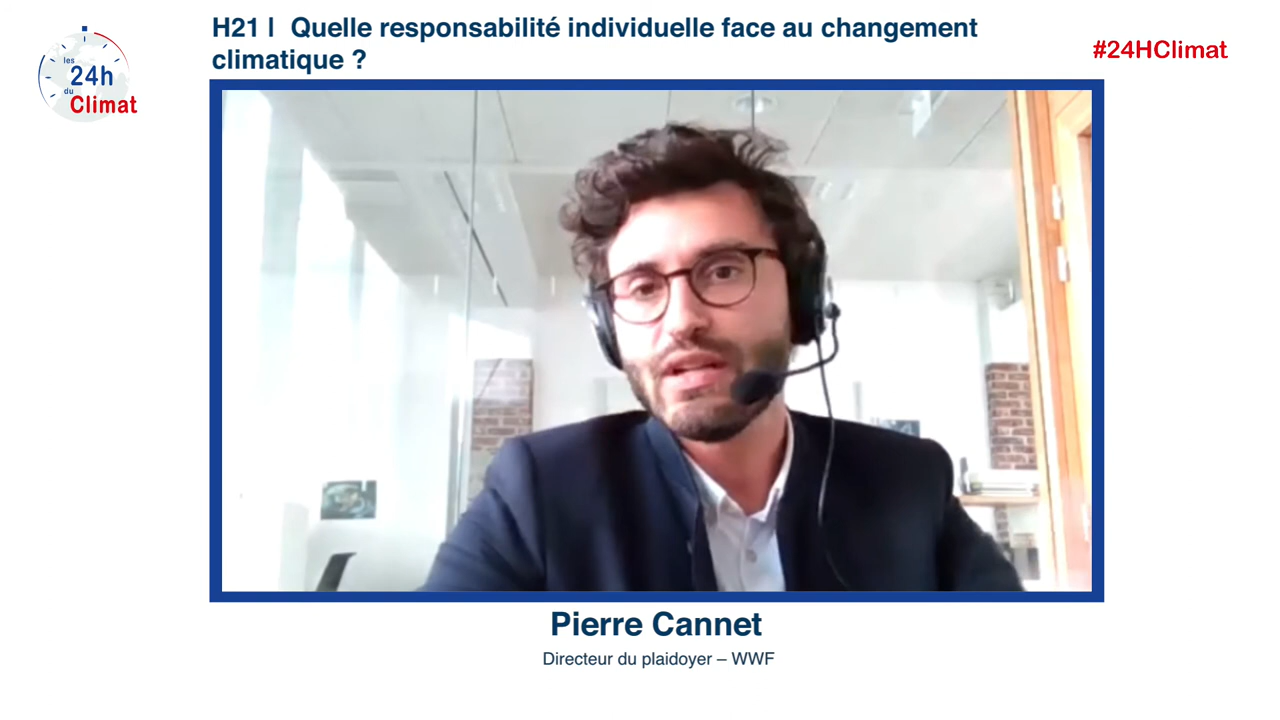 H21 l  Quelle responsabilité individuelle face au changement
climatique ?
#24HClimat
les
24h
du
Climat
Pierre Cannet
Directeur du plaidoyer – WWF